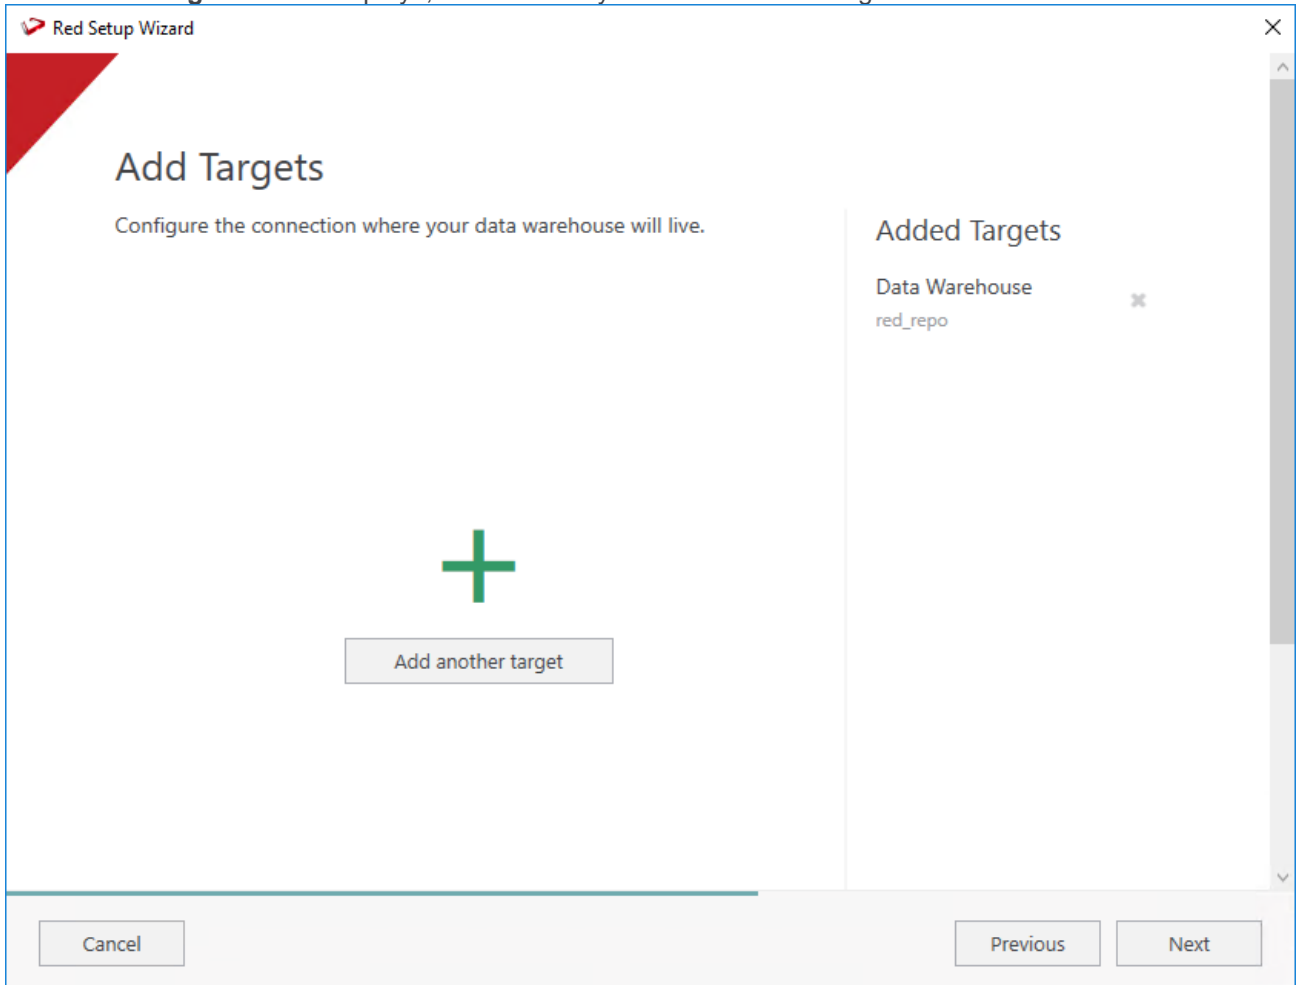 Red Setup Wizard
Add Targets
Configure the connection where your data warehouse will live.
Added Targets
Data Warehouse
red_repo
Add another target
Cancel
Previous
Next